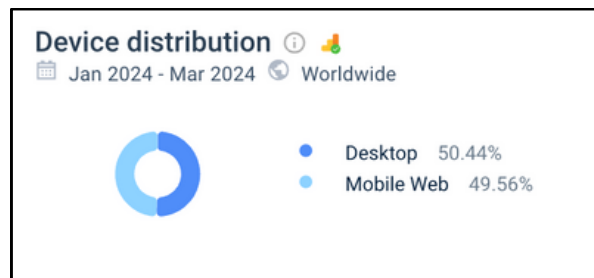 Device distribution
Jan 2024 - Mar 2024 Worldwide
Desktop 50.44%
Mobile Web 49.56%